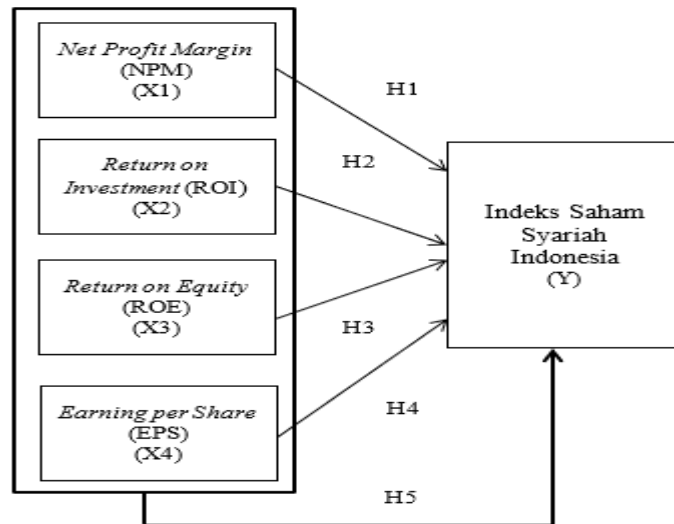 Net Profit Margin
(NPM)
(X1)
H1
Return on
Investment (ROI)
(X2)
H2
Indeks Saham
Syariah
Indonesia
(Y)
Return on Equity
(ROE)
(X3)
H3
Earning per Share
(EPS)
(X4)
H4
H5